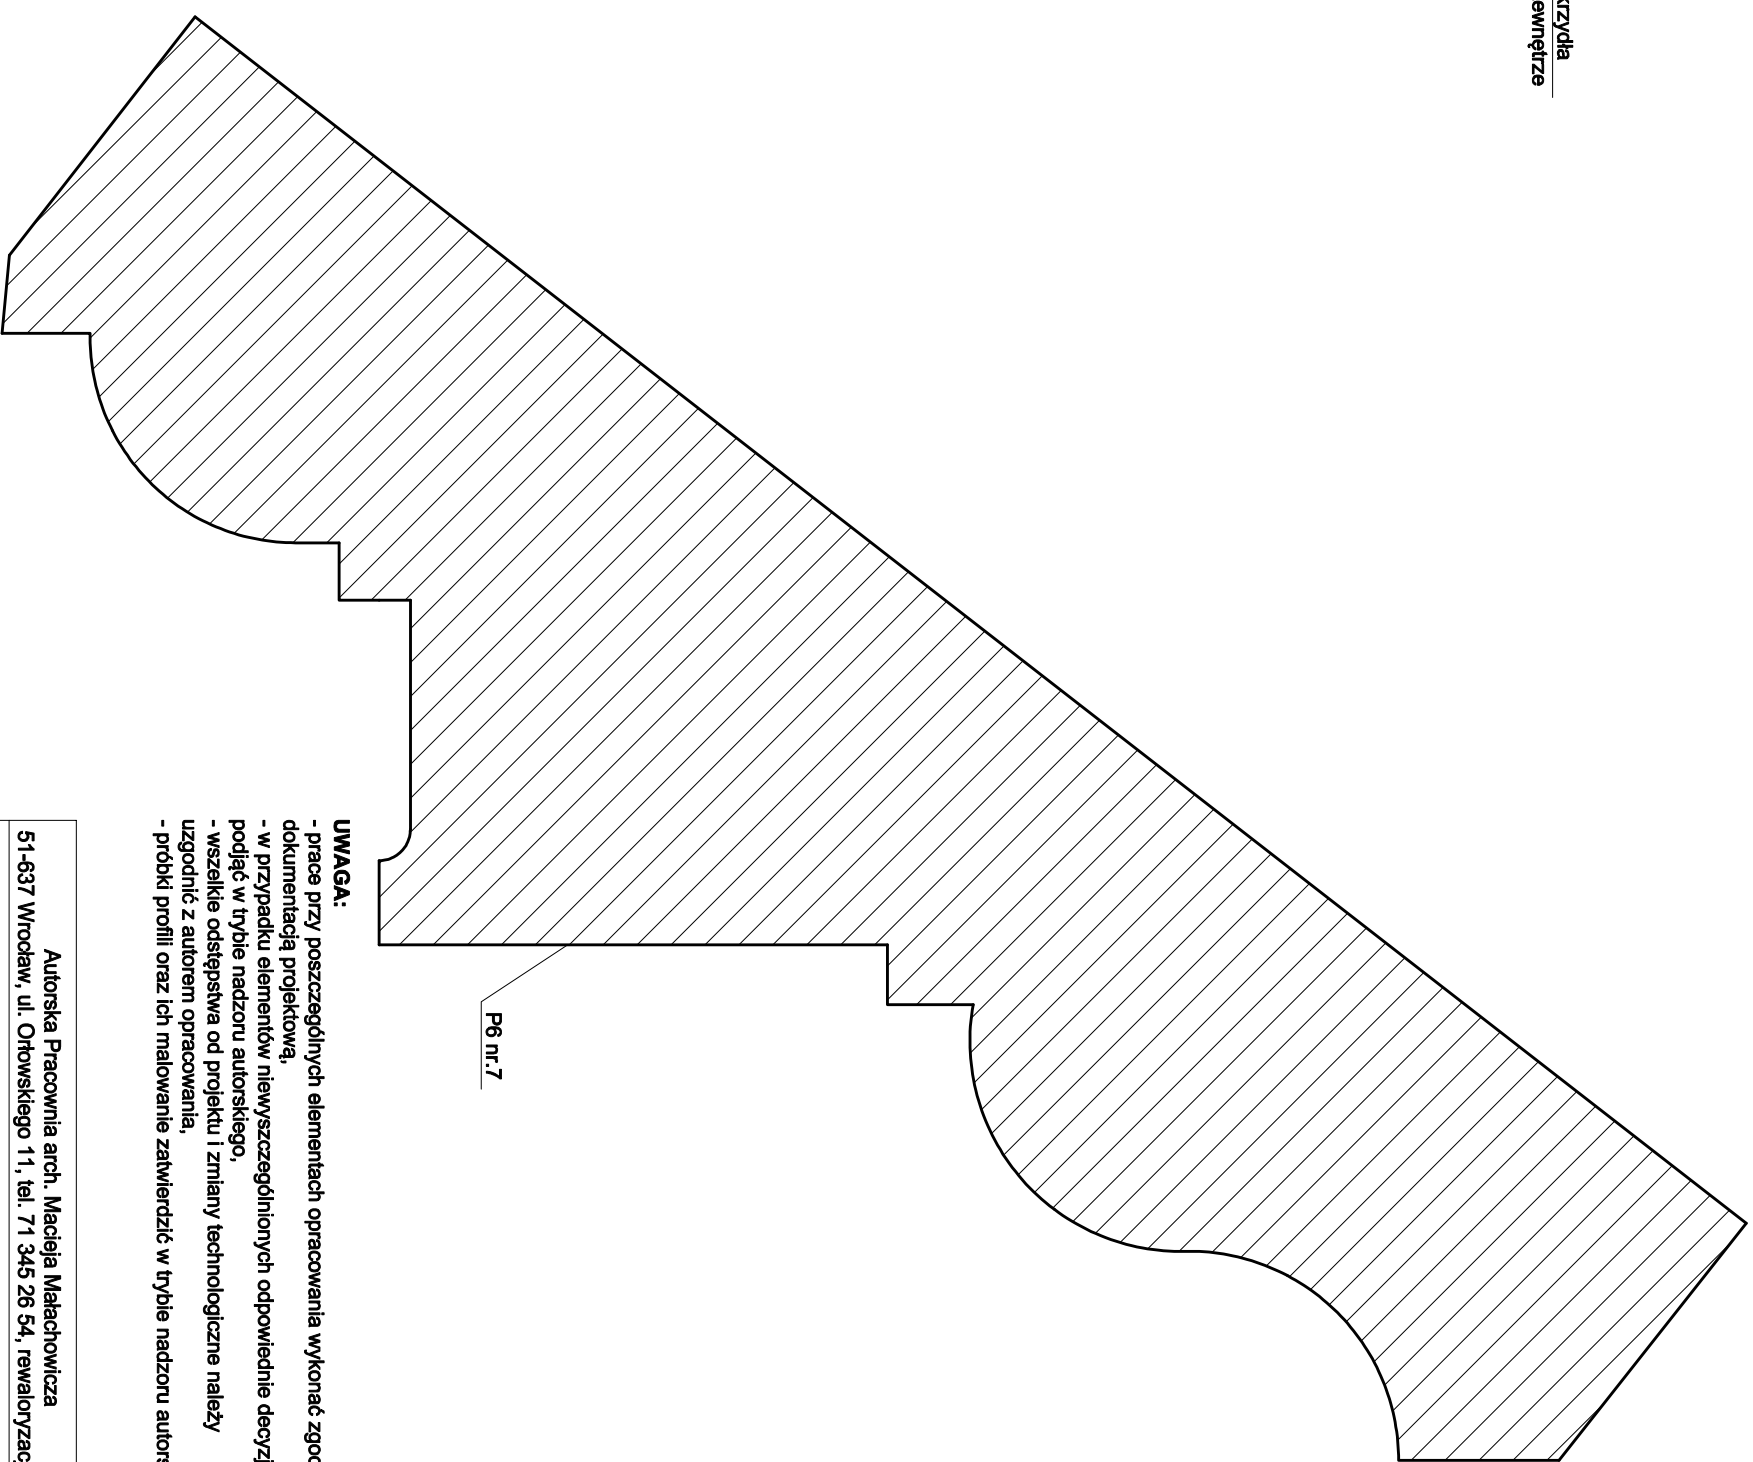 krzydła
ewnętrze
P6 nr.7
UWAGA:
- prace przy poszczególnych elementach opracowania wykonać zgod
dokumentacją projektową,
- w przypadku elementów niewyszczególnionych odpowiednie decyzj
podjąć w trybie nadzoru autorskiego,
- wszelkie odstępstwa od projektu i zmiany technologiczne należy
uzgodnić z autorem opracowania,
- próbki profili oraz ich malowanie zatwierdzić w trybie nadzoru autors
Autorska Pracownia arch. Macieja Małachowicza
51-637 Wrocław, ul. Orłowskiego 11, tel. 71 345 26 54, rewaloryzac